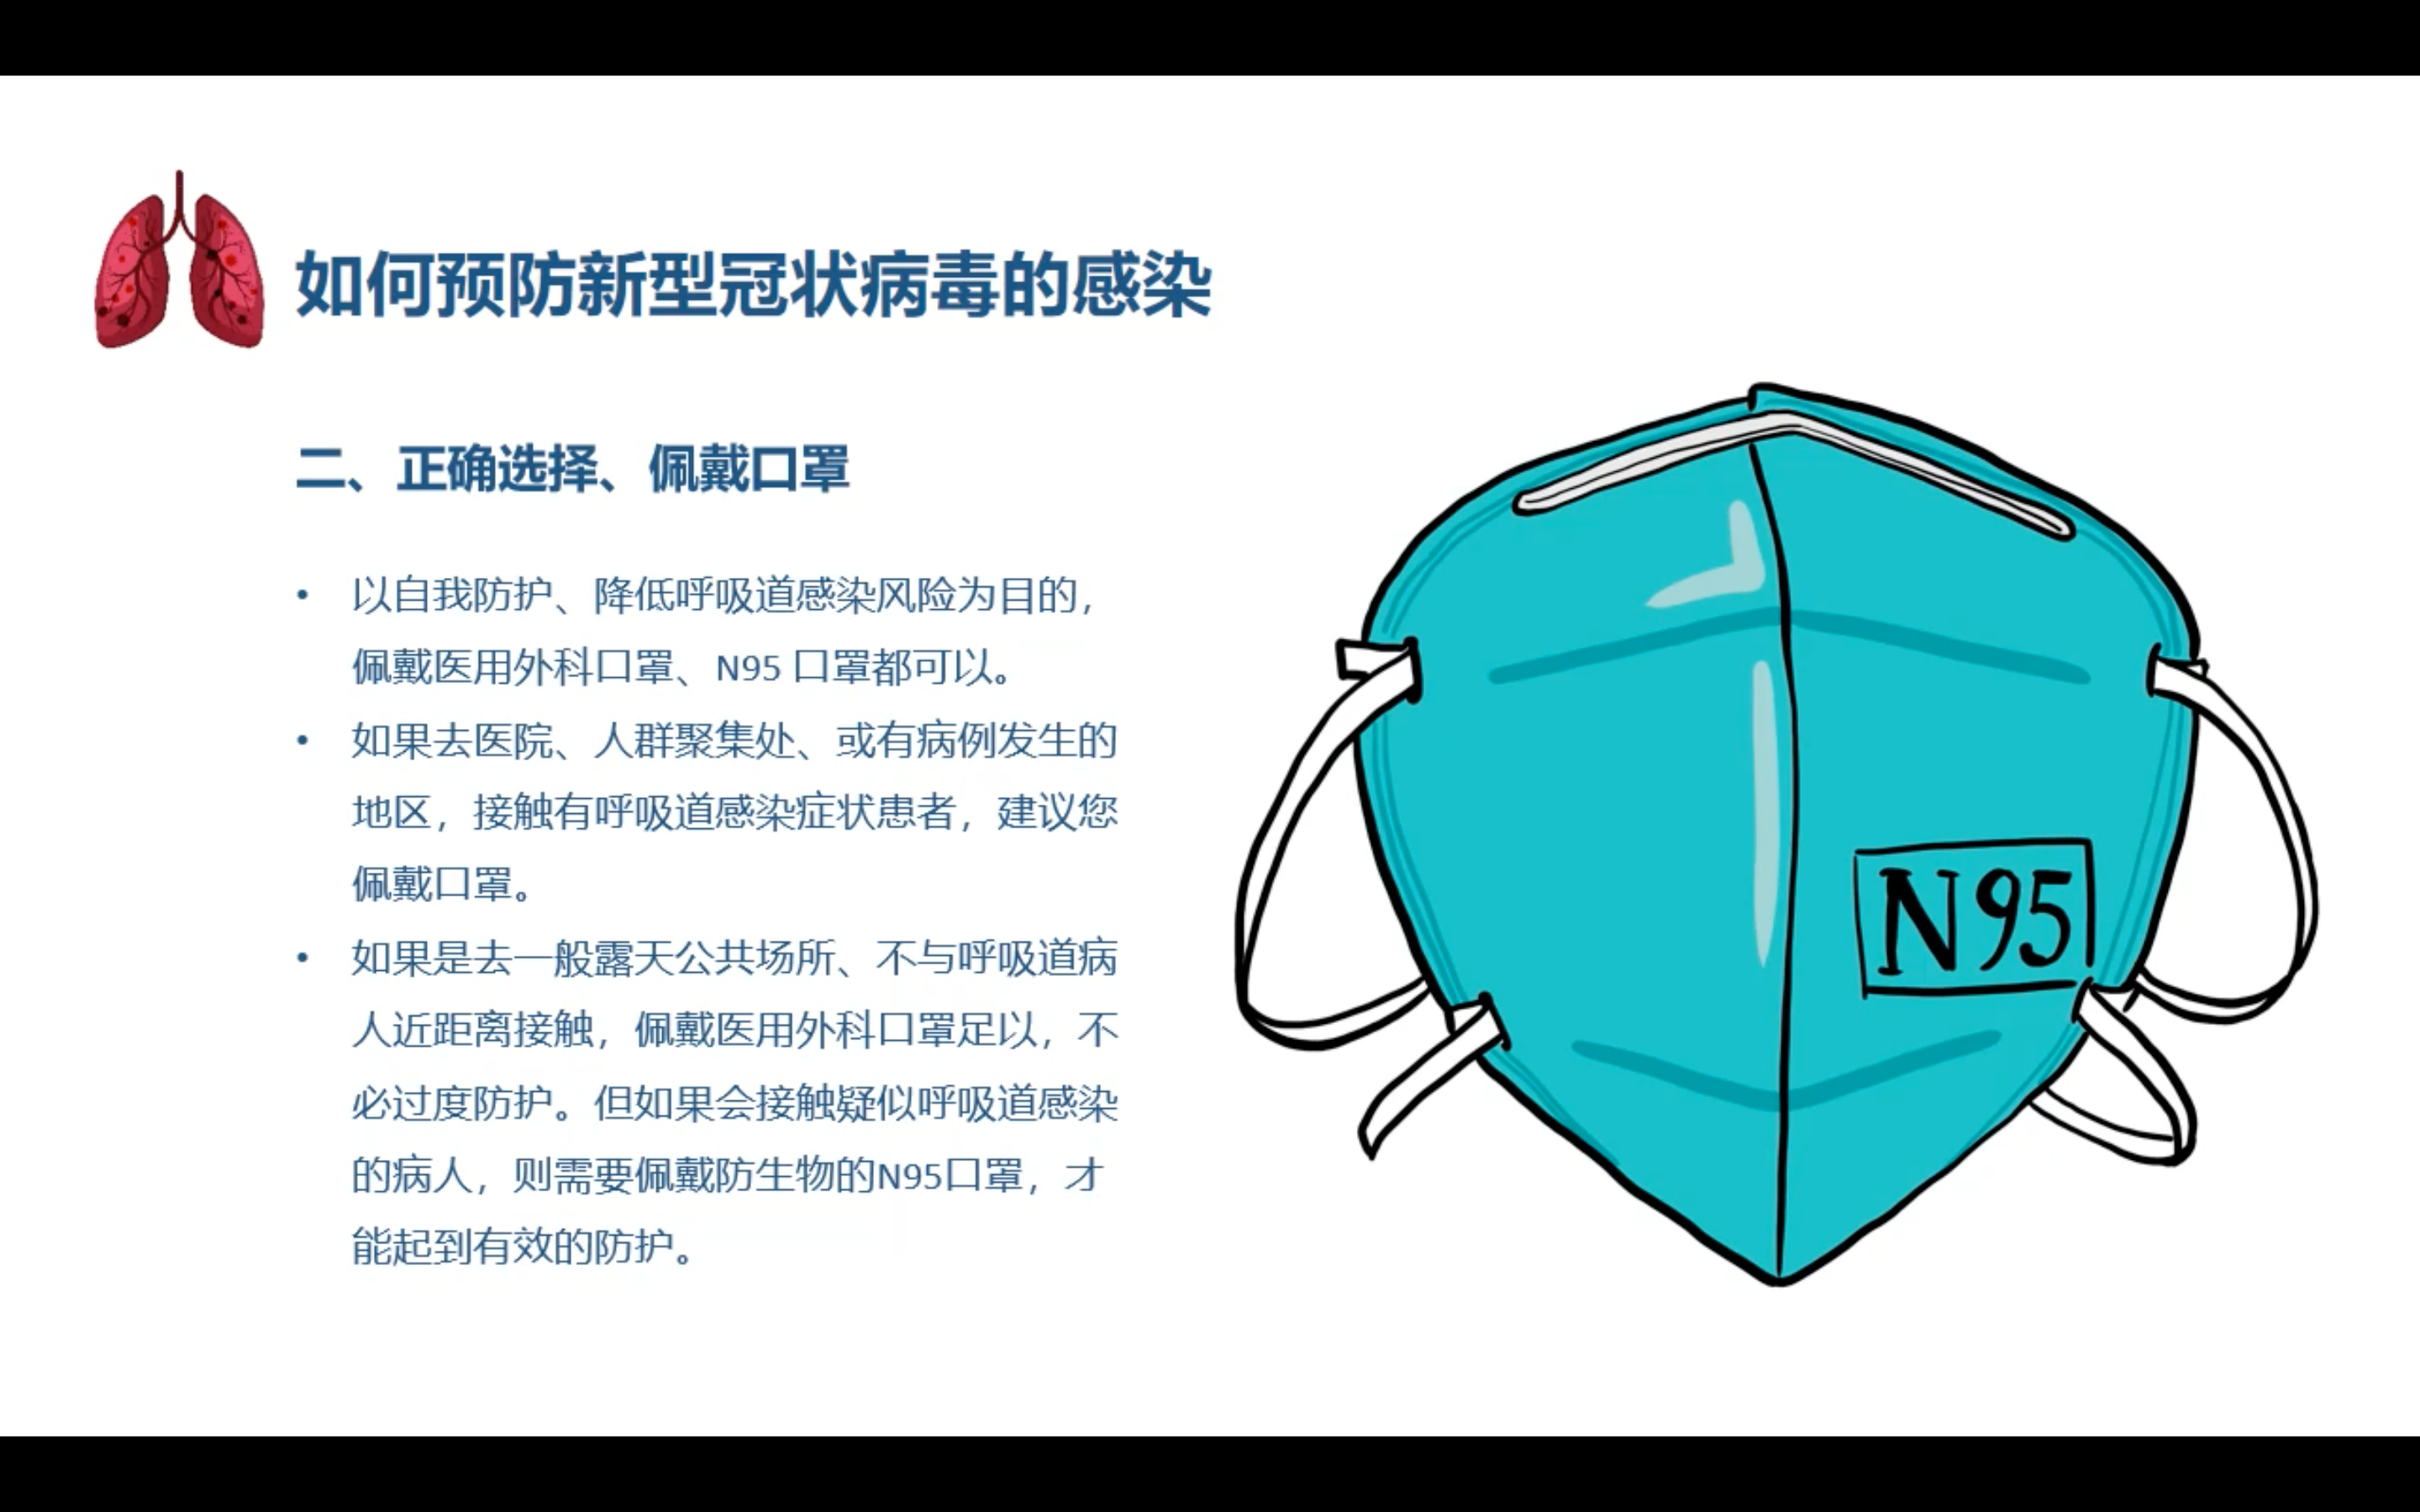 如何预防新型冠状病毒的感染
二、正确选择、佩戴口罩
• 以自我防护、降低呼吸道感染风险为目的，
佩戴医用外科口罩、N95 口罩都可以。
• 如果去医院、人群聚集处、或有病例发生的
地区，接触有呼吸道感染症状患者，建议您
佩戴口罩。
• 如果是去一般露天公共场所、不与呼吸道病
人近距离接触，佩戴医用外科口罩足以，不
必过度防护。但如果会接触疑似呼吸道感染
的病人，则需要佩戴防生物的N95口罩，才
能起到有效的防护。
N95